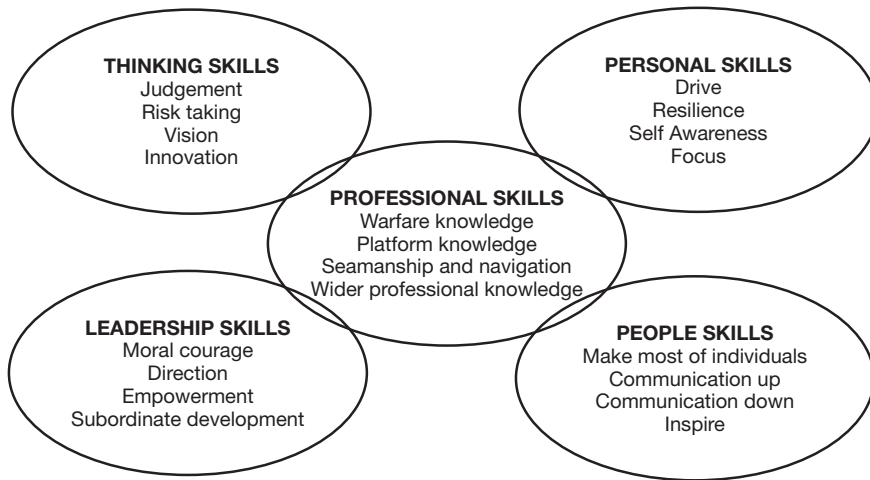 THINKING SKILLS
Judgement
Risk taking
Vision
Innovation
PERSONAL SKILLS
Drive
Resilience
Self Awareness
Focus
PROFESSIONAL SKILLS
Warfare knowledge
Platform knowledge
Seamanship and navigation
Wider professional knowledge
LEADERSHIP SKILLS
Moral courage
Direction
Empowerment
Subordinate development
PEOPLE SKILLS
Make most of individuals
Communication up
Communication down
Inspire